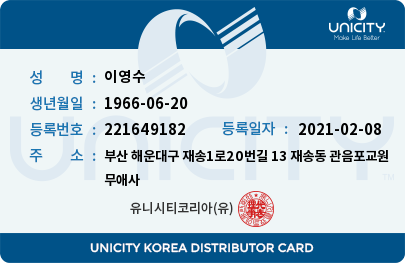 UNICITY
Make Life Better
성 명 : 이영수
생년월일 : 1966-06-20
등록번호 : 221649182 등록일자 : 2021-02-08
주 소 : 부산 해운대구 재송1로20번길 13 재송동 관음포교원
무애사
UNICITY
유니시티코리아(유)
UNICITY KOREA DISTRIBUTOR CARD